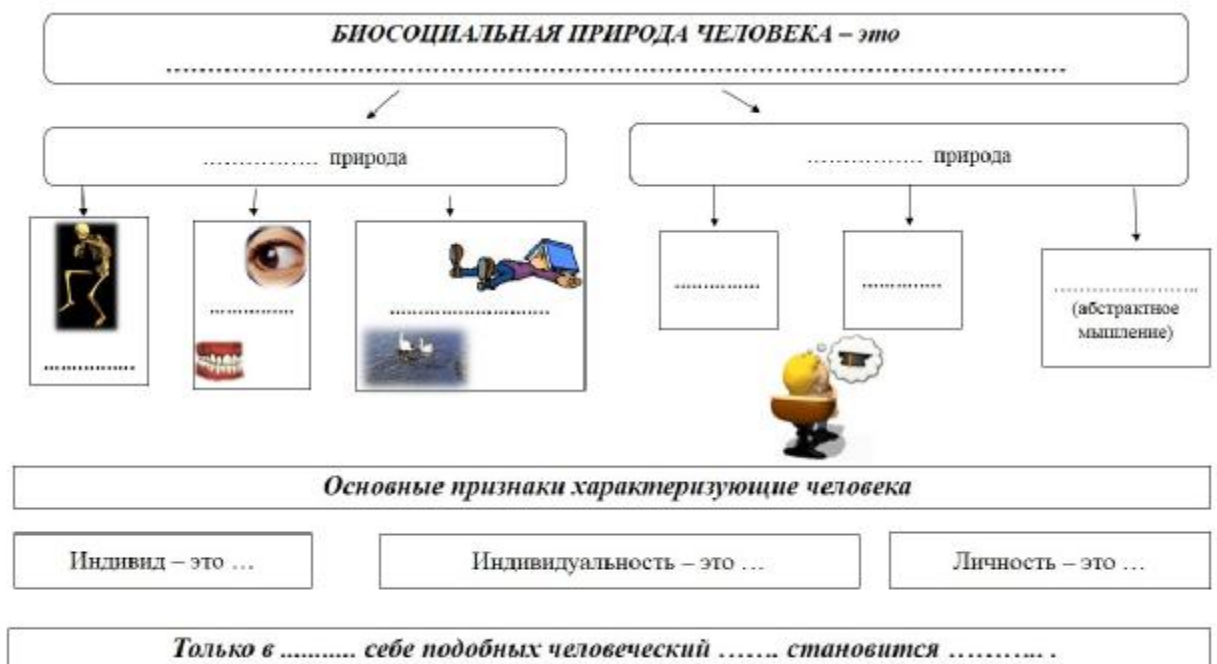 БИОСОЦИАЛЬНАЯ ПРИРОДА ЧЕЛОВЕКА – это
........................................................................................................
................ природа
................ природа
...............
...............
..............................
...............
..............
........................
(абстрактное
мышление)
Основные признаки характеризующие человека
Индивид – это …
Индивидуальность – это …
Личность – это …
Только в ........... себе подобных человеческий ....... становится ........... .